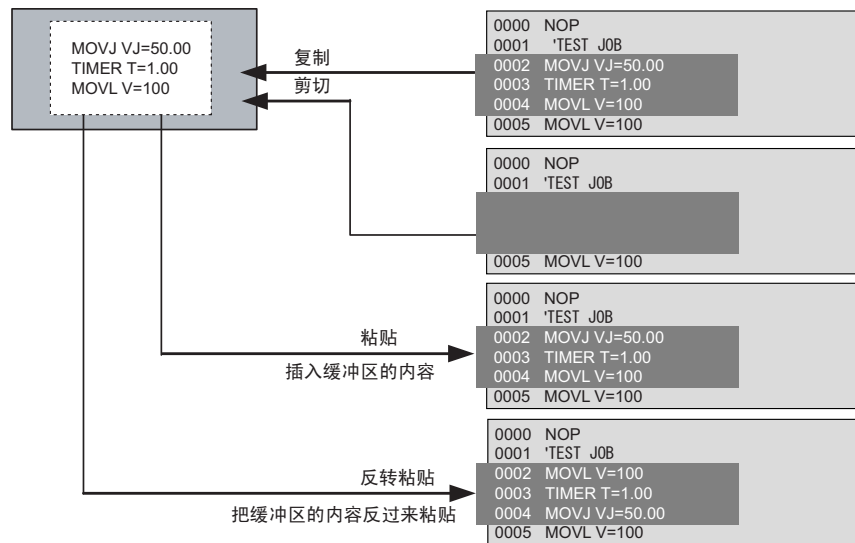 MOVJ VJ=50.00
TIMER T=1.00
MOVL V=100
复制
剪切
0000 NOP
0001 'TEST JOB
0002 MOVJ VJ=50.00
0003 TIMER T=1.00
0004 MOVL V=100
0005 MOVL V=100
0000 NOP
0001 'TEST JOB
0005 MOVL V=100
粘贴
插入缓冲区的内容
0000 NOP
0001 'TEST JOB
0002 MOVJ VJ=50.00
0003 TIMER T=1.00
0004 MOVL V=100
0005 MOVL V=100
反转粘贴
把缓冲区的内容反过来粘贴
0000 NOP
0001 'TEST JOB
0002 MOVL V=100
0003 TIMER T=1.00
0004 MOVJ VJ=50.00
0005 MOVL V=100